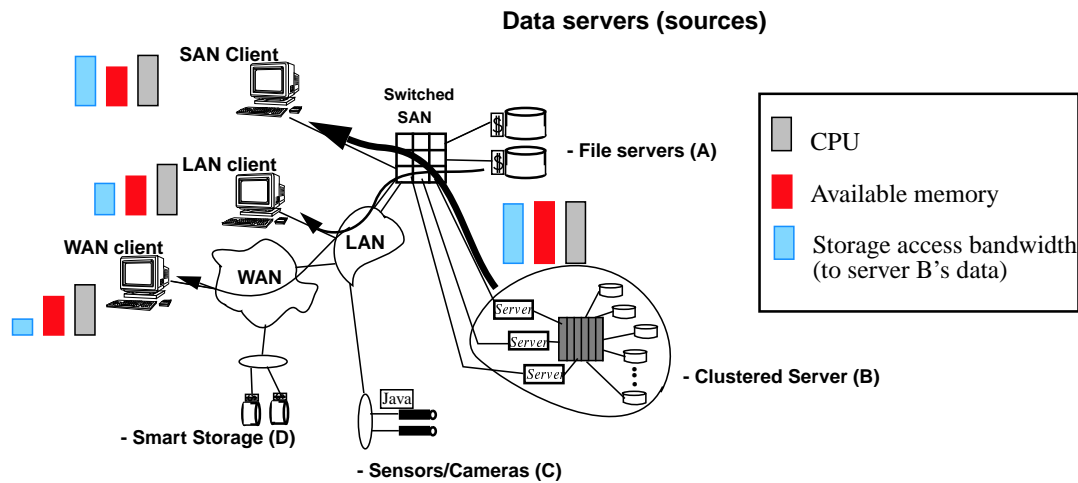 Data servers (sources)
SAN Client
Switched
SAN
$
$
- File servers (A)
CPU
Available memory
Storage access bandwidth
(to server B's data)
LAN client
LAN
WAN client
WAN
Server
Server
Server
- Clustered Server (B)
Java
- Smart Storage (D)
- Sensors/Cameras (C)